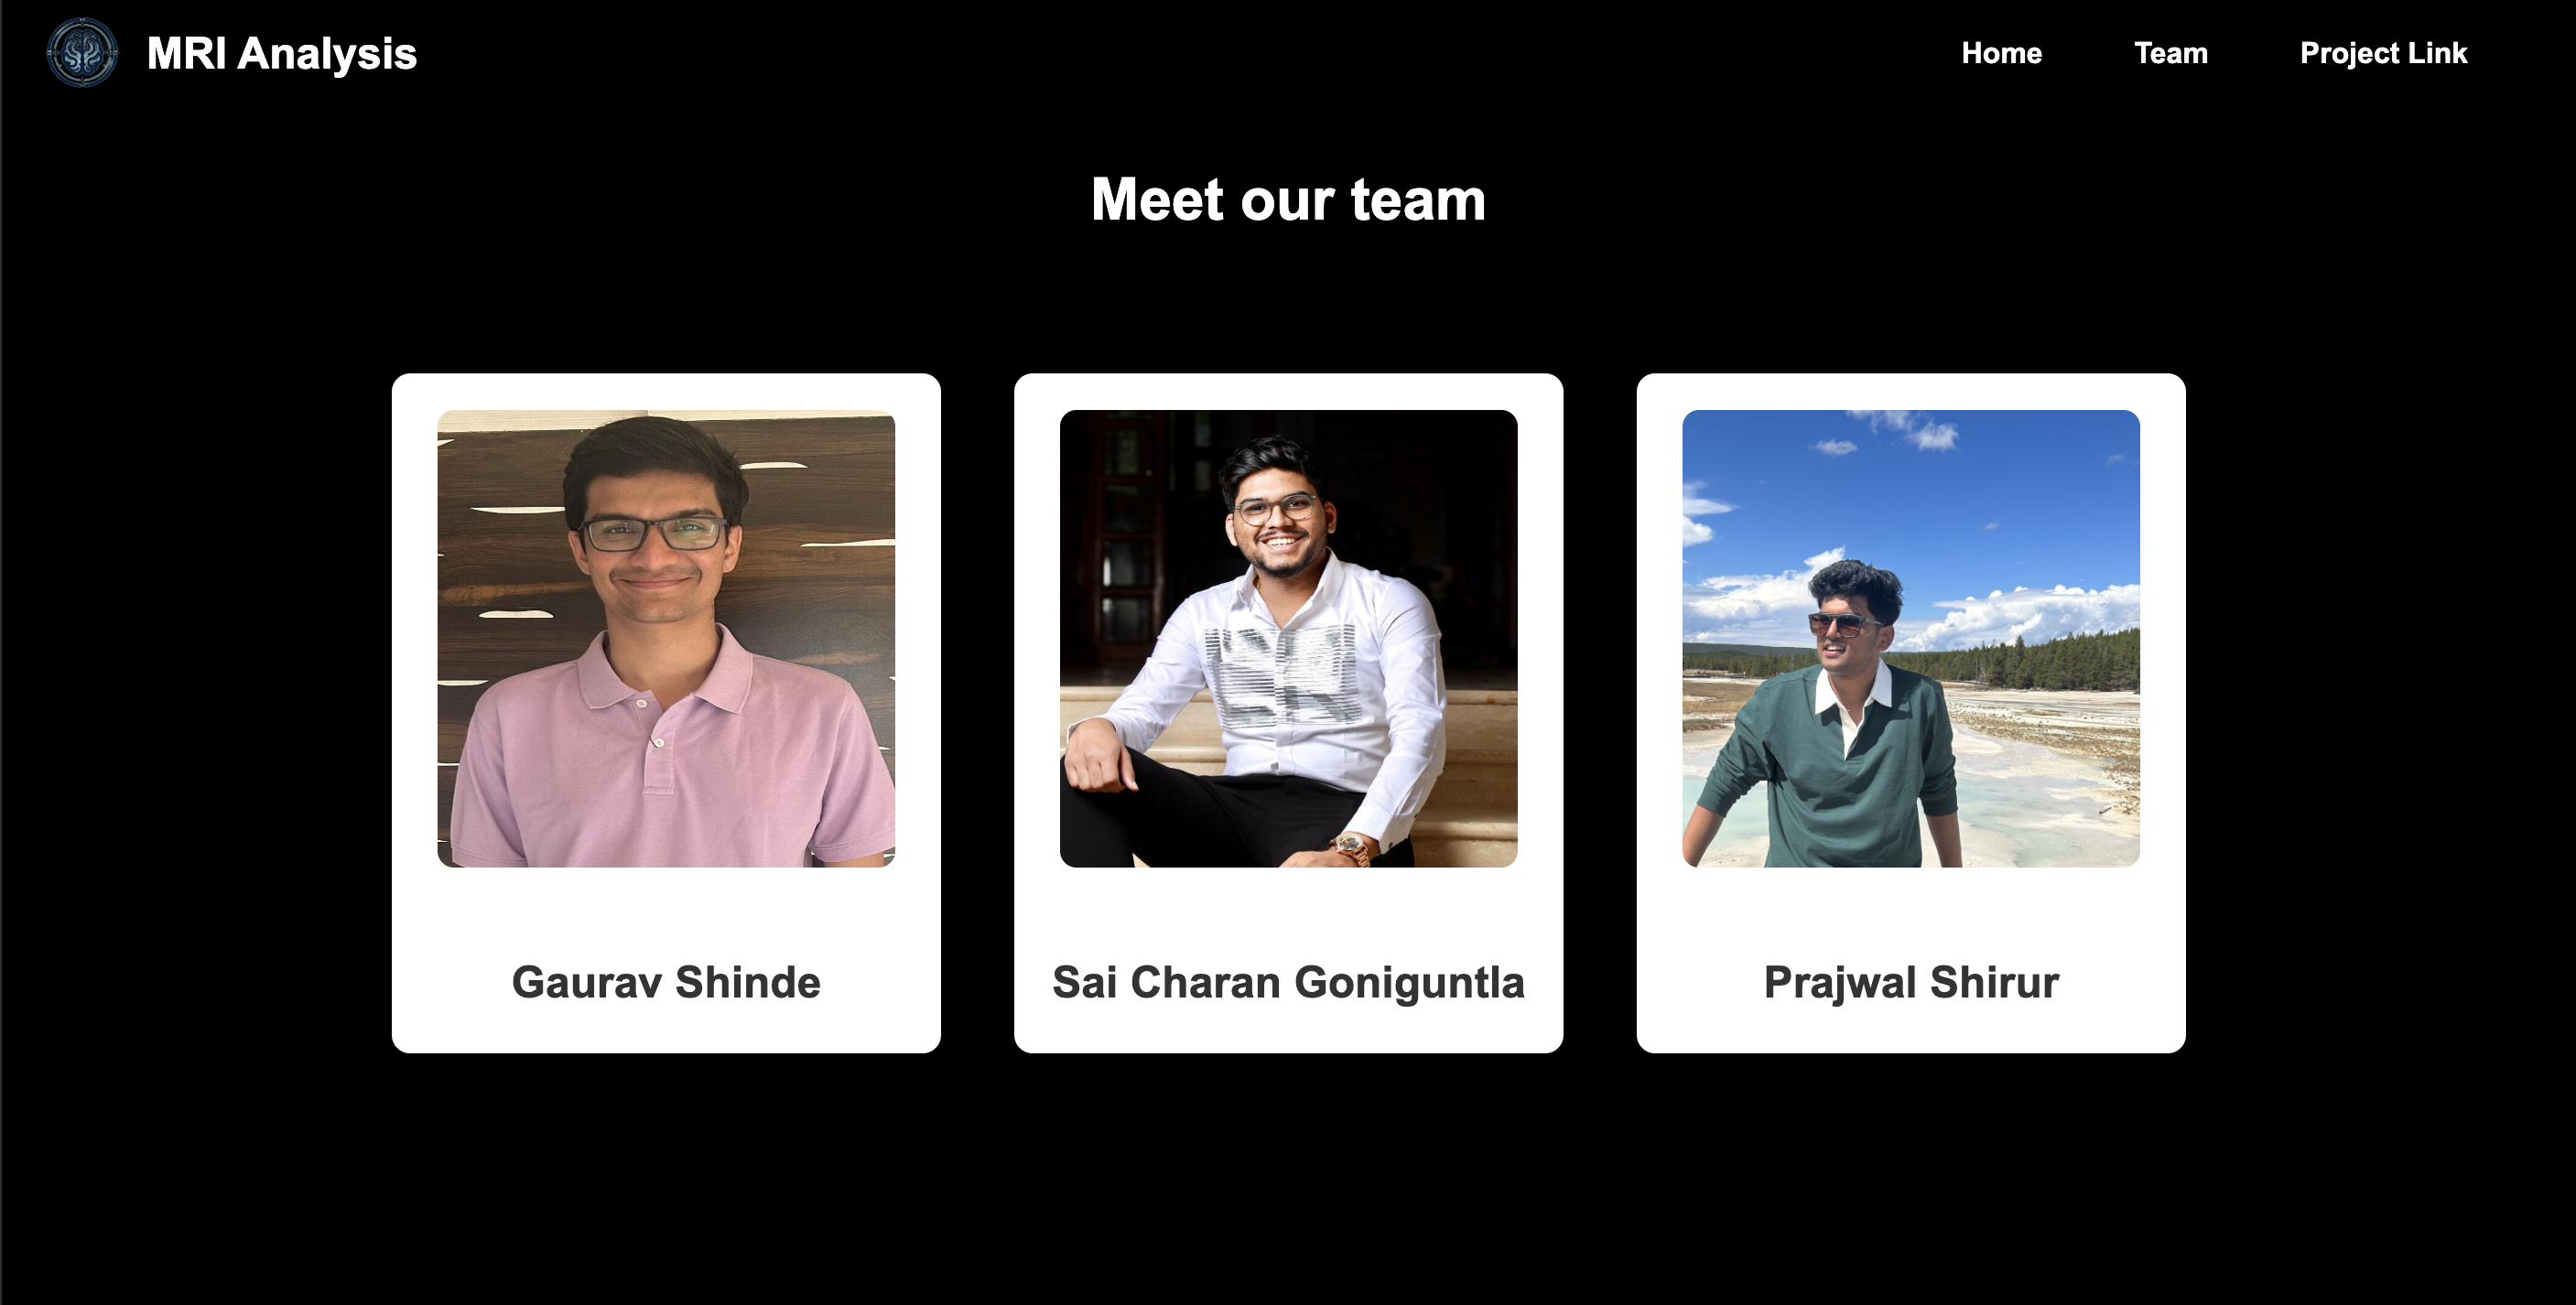 MRI Analysis
Home Team Project Link
Meet our team
Gaurav Shinde
Sai Charan Goniguntla
Prajwal Shirur